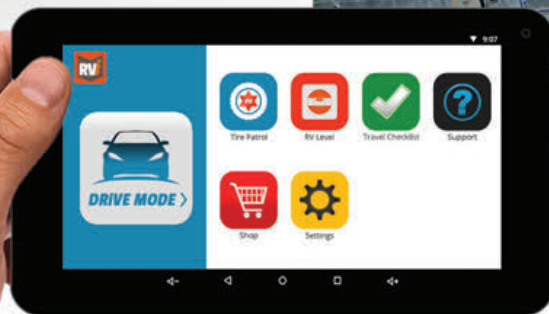 9:07
RV
DRIVE MODE >
Tire Patrol
RV Level
Travel Checklist
Support
Shop
Settings